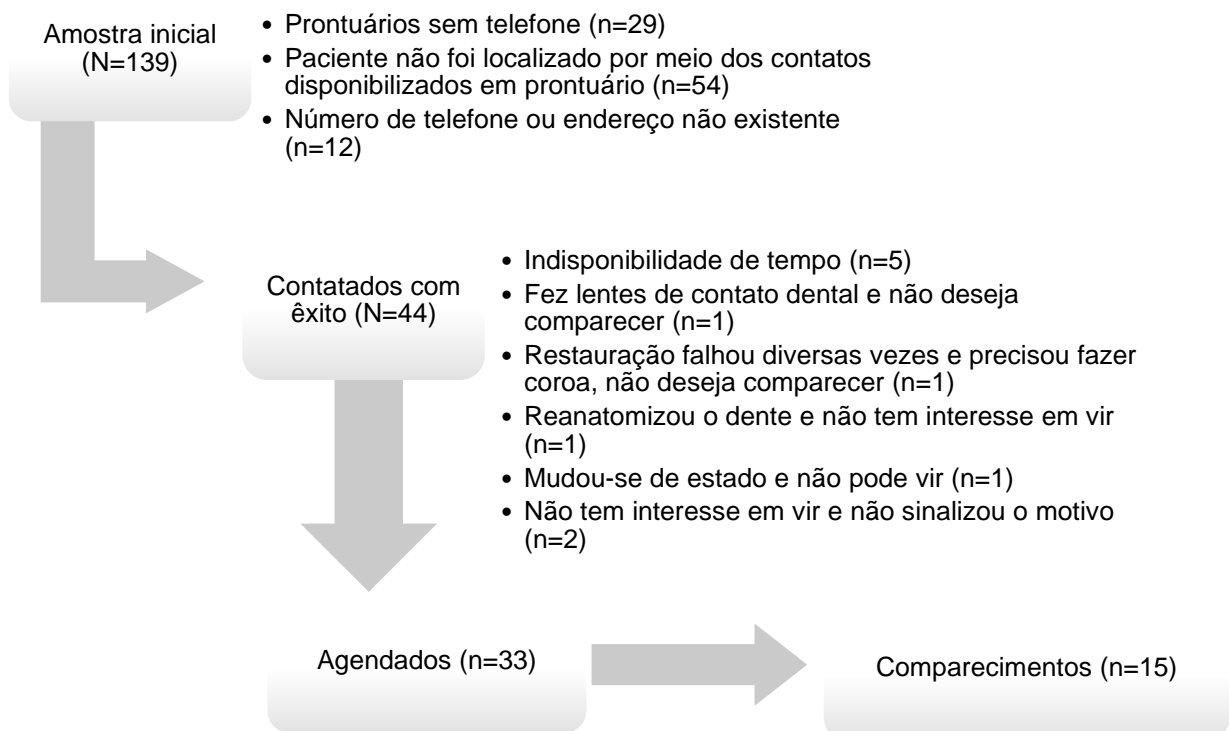 Amostra inicial
(N=139)
• Prontuários sem telefone (n=29)
• Paciente não foi localizado por meio dos contatos
disponibilizados em prontuário (n=54)
• Número de telefone ou endereço não existente
(n=12)
Contatados com
êxito (N=44)
• Indisponibilidade de tempo (n=5)
• Fez lentes de contato dental e não deseja
comparecer (n=1)
• Restauração falhou diversas vezes e precisou fazer
coroa, não deseja comparecer (n=1)
• Reanatomizou o dente e não tem interesse em vir
(n=1)
• Mudou-se de estado e não pode vir (n=1)
• Não tem interesse em vir e não sinalizou o motivo
(n=2)
Agendados (n=33)
Comparecimentos (n=15)